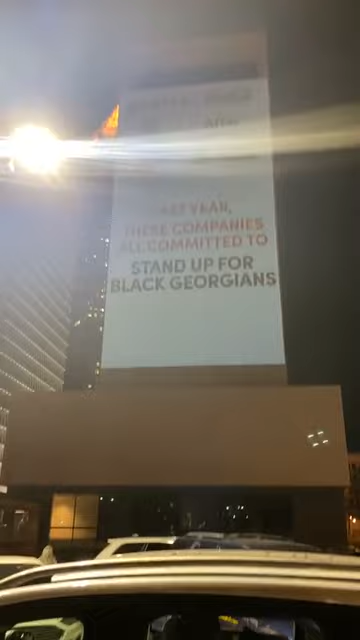 LAST YEAR,
THESE COMPANIES
ALL COMMITTED TO
STAND UP FOR
BLACK GEORGIANS